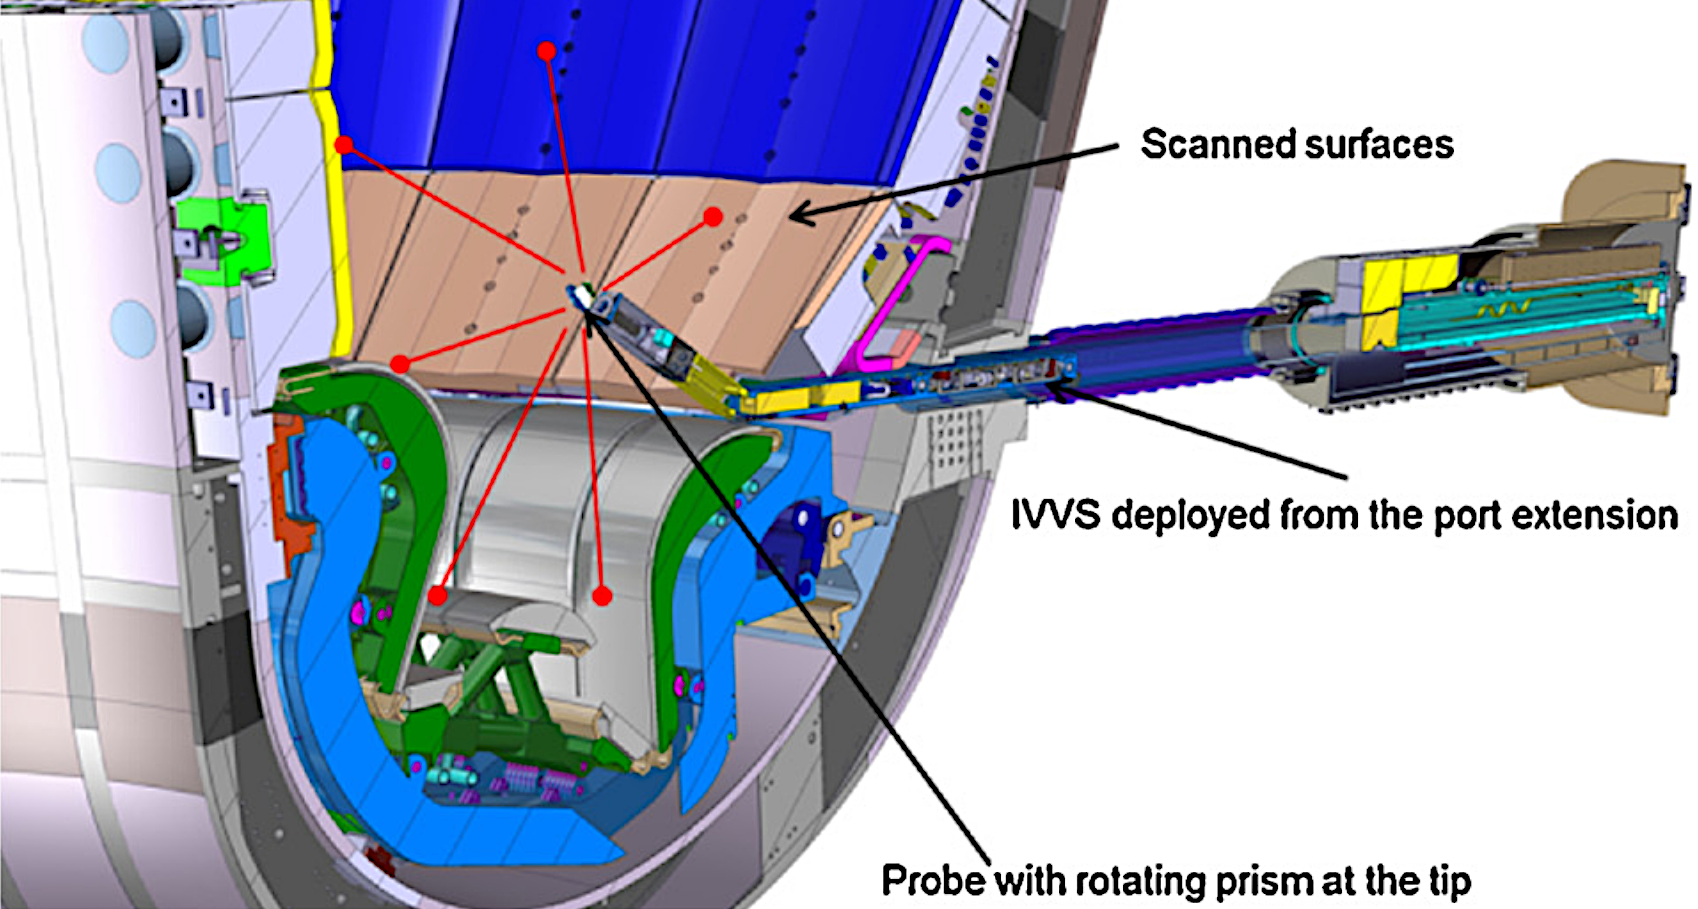 Scanned surfaces
IVVS deployed from the port extension
Probe with rotating prism at the tip